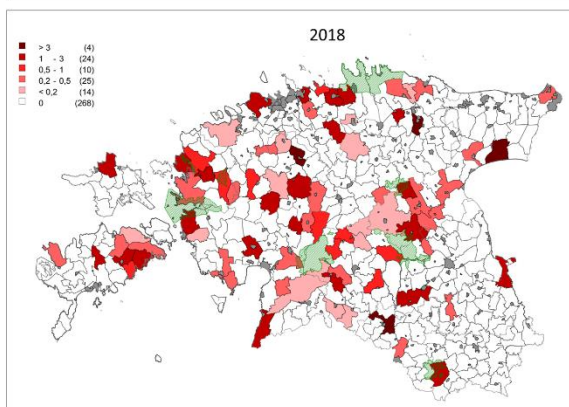 2018
> 3 (4)
1 - 3 (24)
0,5 - 1 (10)
0,2 - 0,5 (25)
< 0,2 (14)
0 (268)